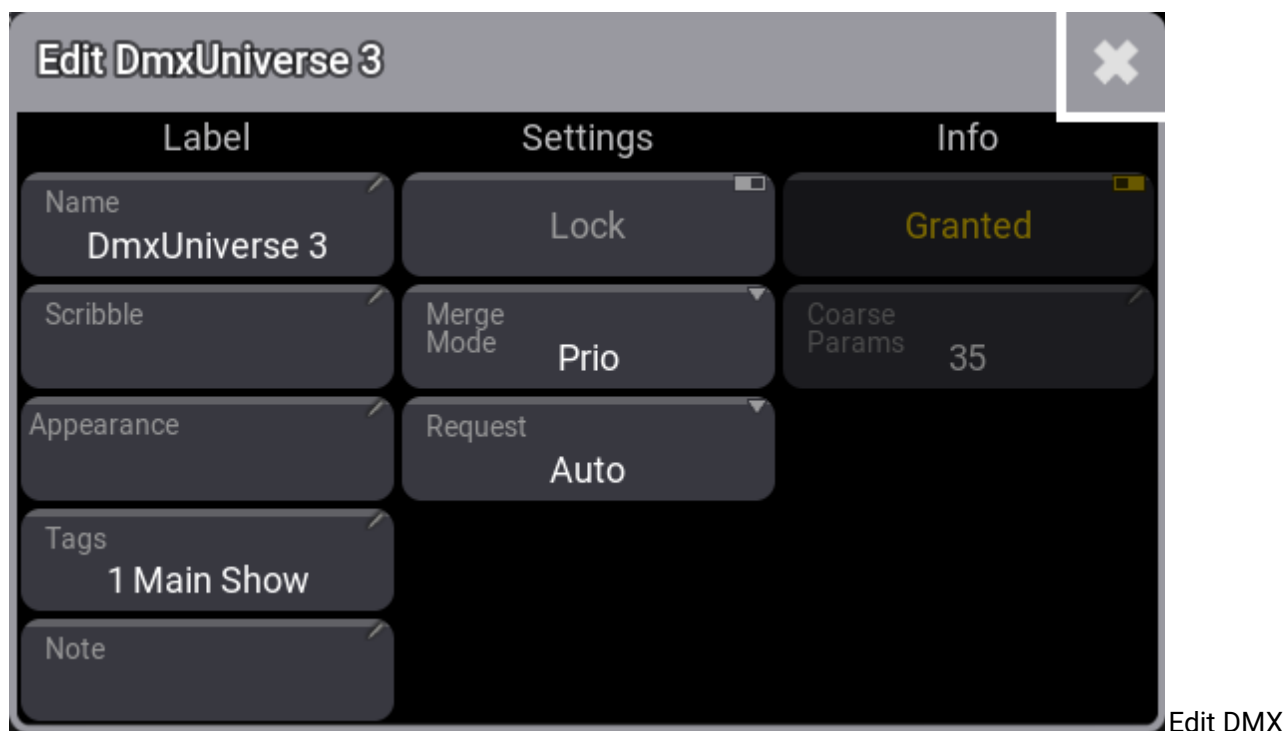 Edit DmxUniverse 3
Label Settings Info
Name
DmxUniverse 3
Lock
Granted
Scribble
Merge
Mode
Prio
Coarse
Params
35
Appearance
Request
Auto
Tags
1 Main Show
Note
Edit DMX